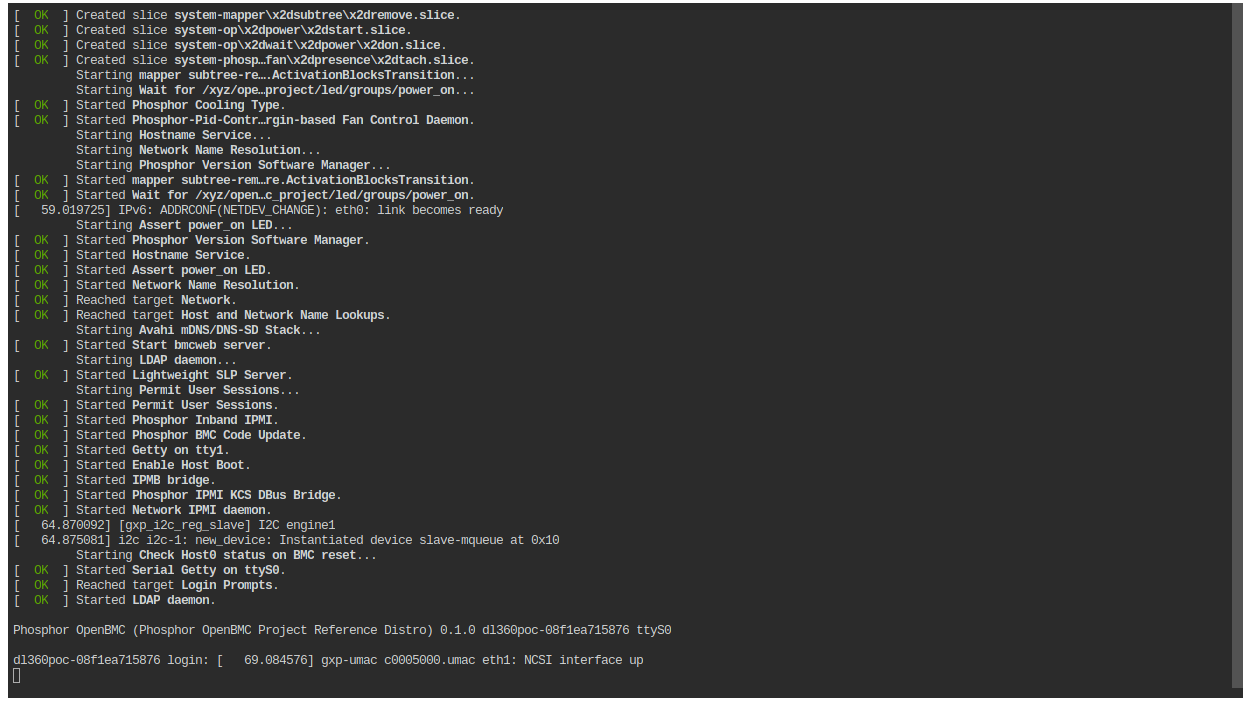 [  OK  ] Created slice system-mapper\x2dsubtree\x2dremove.slice.
[  OK  ] Created slice system-op\x2dpower\x2dstart.slice.
[  OK  ] Created slice system-op\x2dwait\x2dpower\x2don.slice.
[  OK  ] Created slice system-phosp…fan\x2dpresence\x2dtach.slice.
         Starting mapper subtree-re….ActivationBlocksTransition...
         Starting Wait for /xyz/ope…project/led/groups/power_on...
[  OK  ] Started Phosphor Cooling Type.
[  OK  ] Started Phosphor-Pid-Contr…rgin-based Fan Control Daemon.
         Starting Hostname Service...
         Starting Network Name Resolution...
         Starting Phosphor Version Software Manager...
[  OK  ] Started mapper subtree-rem…re.ActivationBlocksTransition.
[  OK  ] Started Wait for /xyz/open…c_project/led/groups/power_on.
[   59.019725] IPv6: ADDRCONF(NETDEV_CHANGE): eth0: link becomes ready
         Starting Assert power_on LED...
[  OK  ] Started Phosphor Version Software Manager.
[  OK  ] Started Hostname Service.
[  OK  ] Started Assert power_on LED.
[  OK  ] Started Network Name Resolution.
[  OK  ] Reached target Network.
[  OK  ] Reached target Host and Network Name Lookups.
         Starting Avahi mDNS/DNS-SD Stack...
[  OK  ] Started Start bmcweb server.
         Starting LDAP daemon...
[  OK  ] Started Lightweight SLP Server.
         Starting Permit User Sessions...
[  OK  ] Started Permit User Sessions.
[  OK  ] Started Phosphor Inband IPMI.
[  OK  ] Started Phosphor BMC Code Update.
[  OK  ] Started Getty on tty1.
[  OK  ] Started Enable Host Boot.
[  OK  ] Started IPMB bridge.
[  OK  ] Started Phosphor IPMI KCS DBus Bridge.
[  OK  ] Started Network IPMI daemon.
[   64.870092] [gxp_i2c_reg_slave] I2C engine1
[   64.875081] i2c i2c-1: new_device: Instantiated device slave-mqueue at 0x10
         Starting Check Host0 status on BMC reset...
[  OK  ] Started Serial Getty on ttyS0.
[  OK  ] Reached target Login Prompts.
[  OK  ] Started LDAP daemon.
Phosphor OpenBMC (Phosphor OpenBMC Project Reference Distro) 0.1.0 dl360poc-08f1ea715876 ttyS0
dl360poc-08f1ea715876 login: [   69.084576] gxp-umac c0005000.umac eth1: NCSI interface up